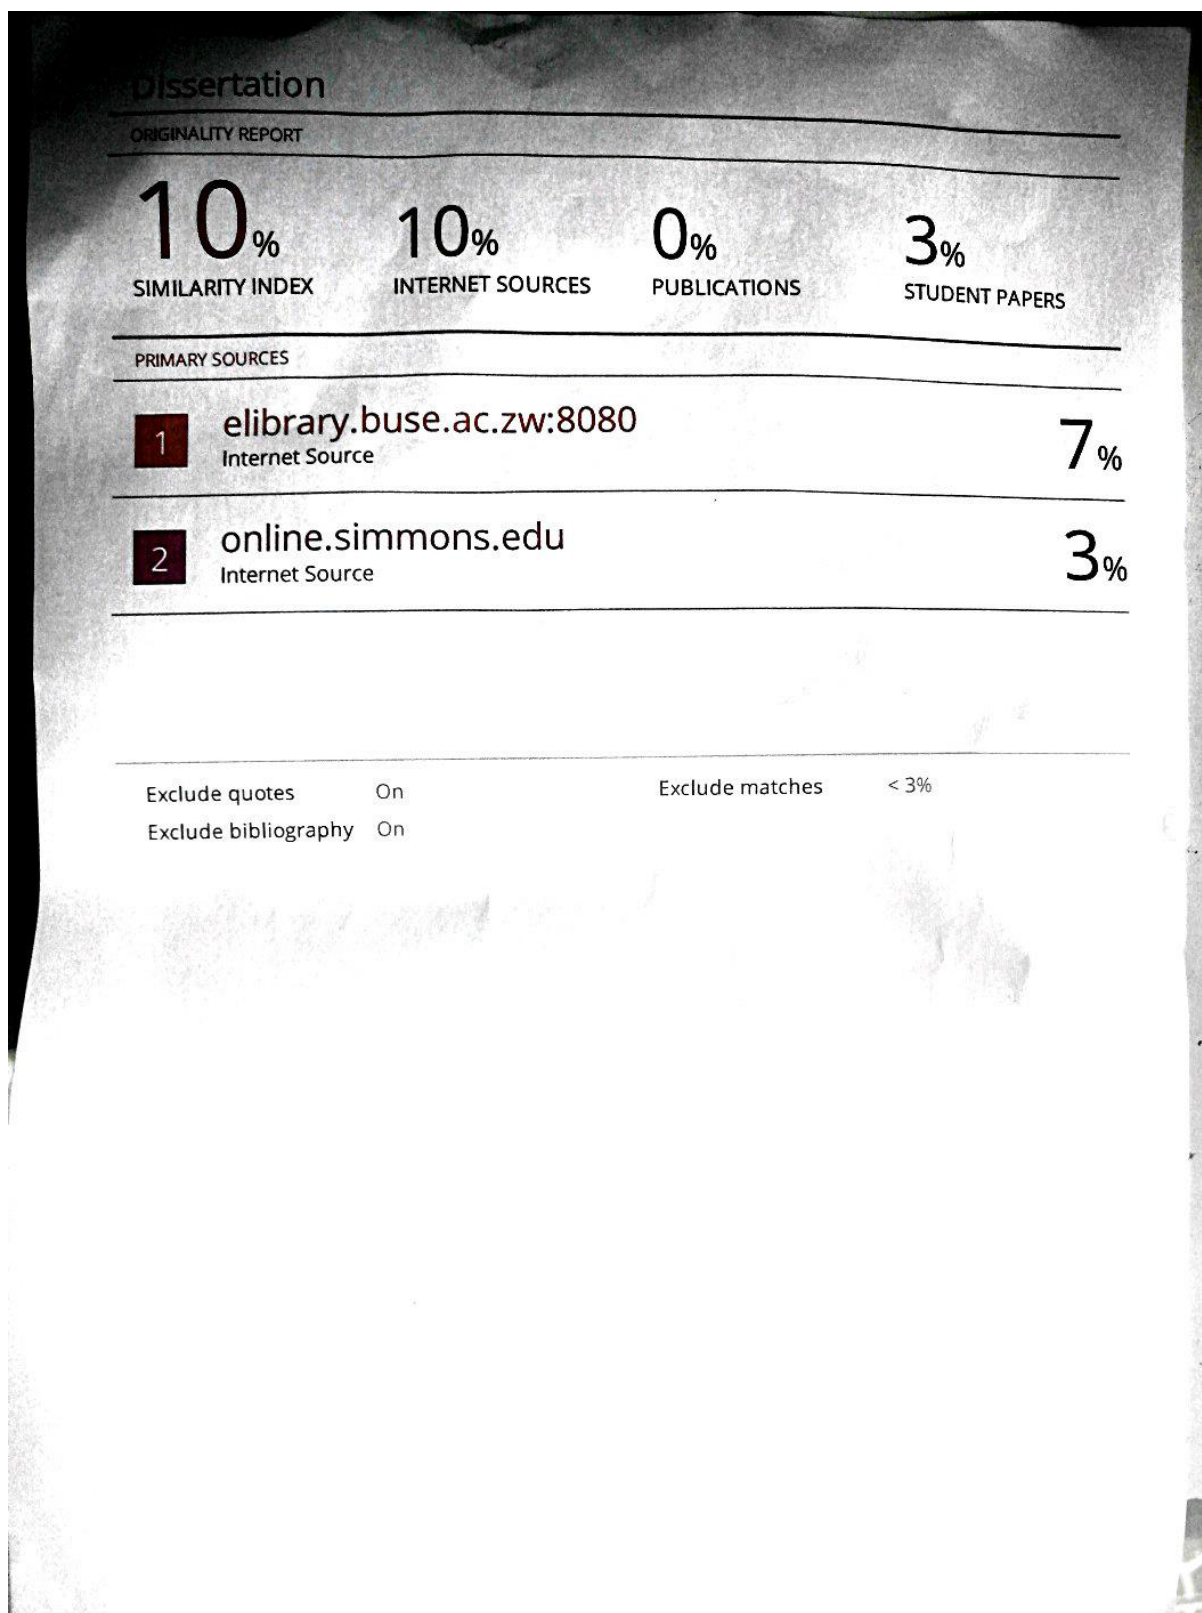 Dissertation
ORIGINALITY REPORT
10% 10% 0% 3%
SIMILARITY INDEX INTERNET SOURCES PUBLICATIONS STUDENT PAPERS
PRIMARY SOURCES
1 elibrary.buse.ac.zw:8080 7%
Internet Source
2 online.simmons.edu 3%
Internet Source
Exclude quotes On Exclude matches < 3%
Exclude bibliography On